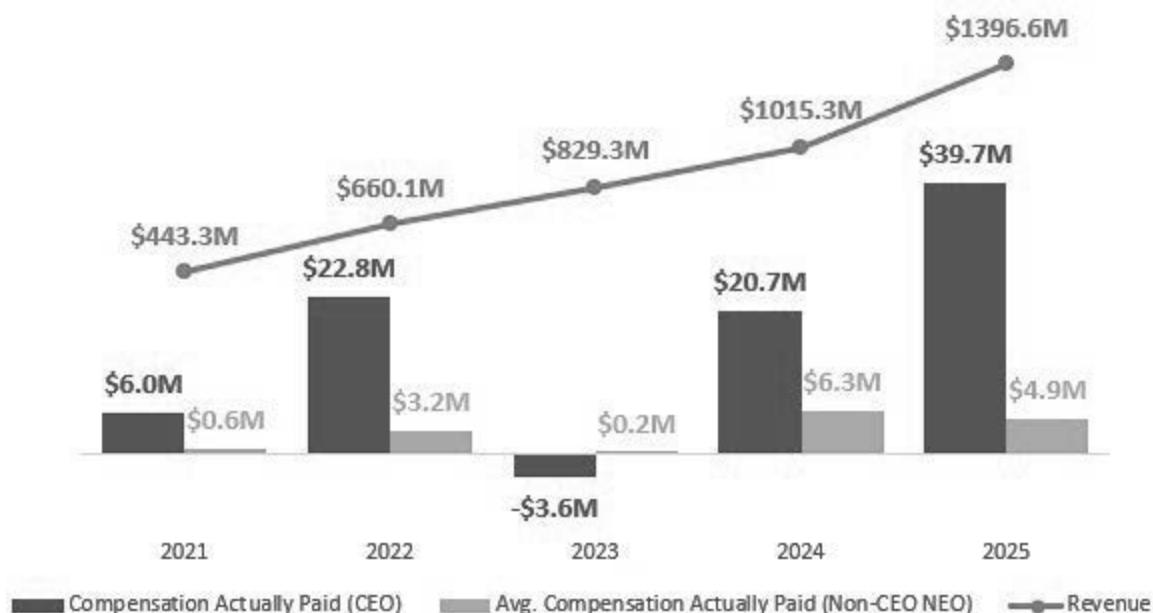 $1396.6M
$1015.3M
$39.7M
$829.3M
$660.1M
$443.3M
$22.8M
$20.7M
$6.0M
$0.6M
$3.2M
$0.2M
$6.3M
$4.9M
-$3.6M
2021 2022 2023 2024 2025
Compensation Actually Paid (CEO) Avg. Compensation Actually Paid (Non-CEO NEO) Revenue